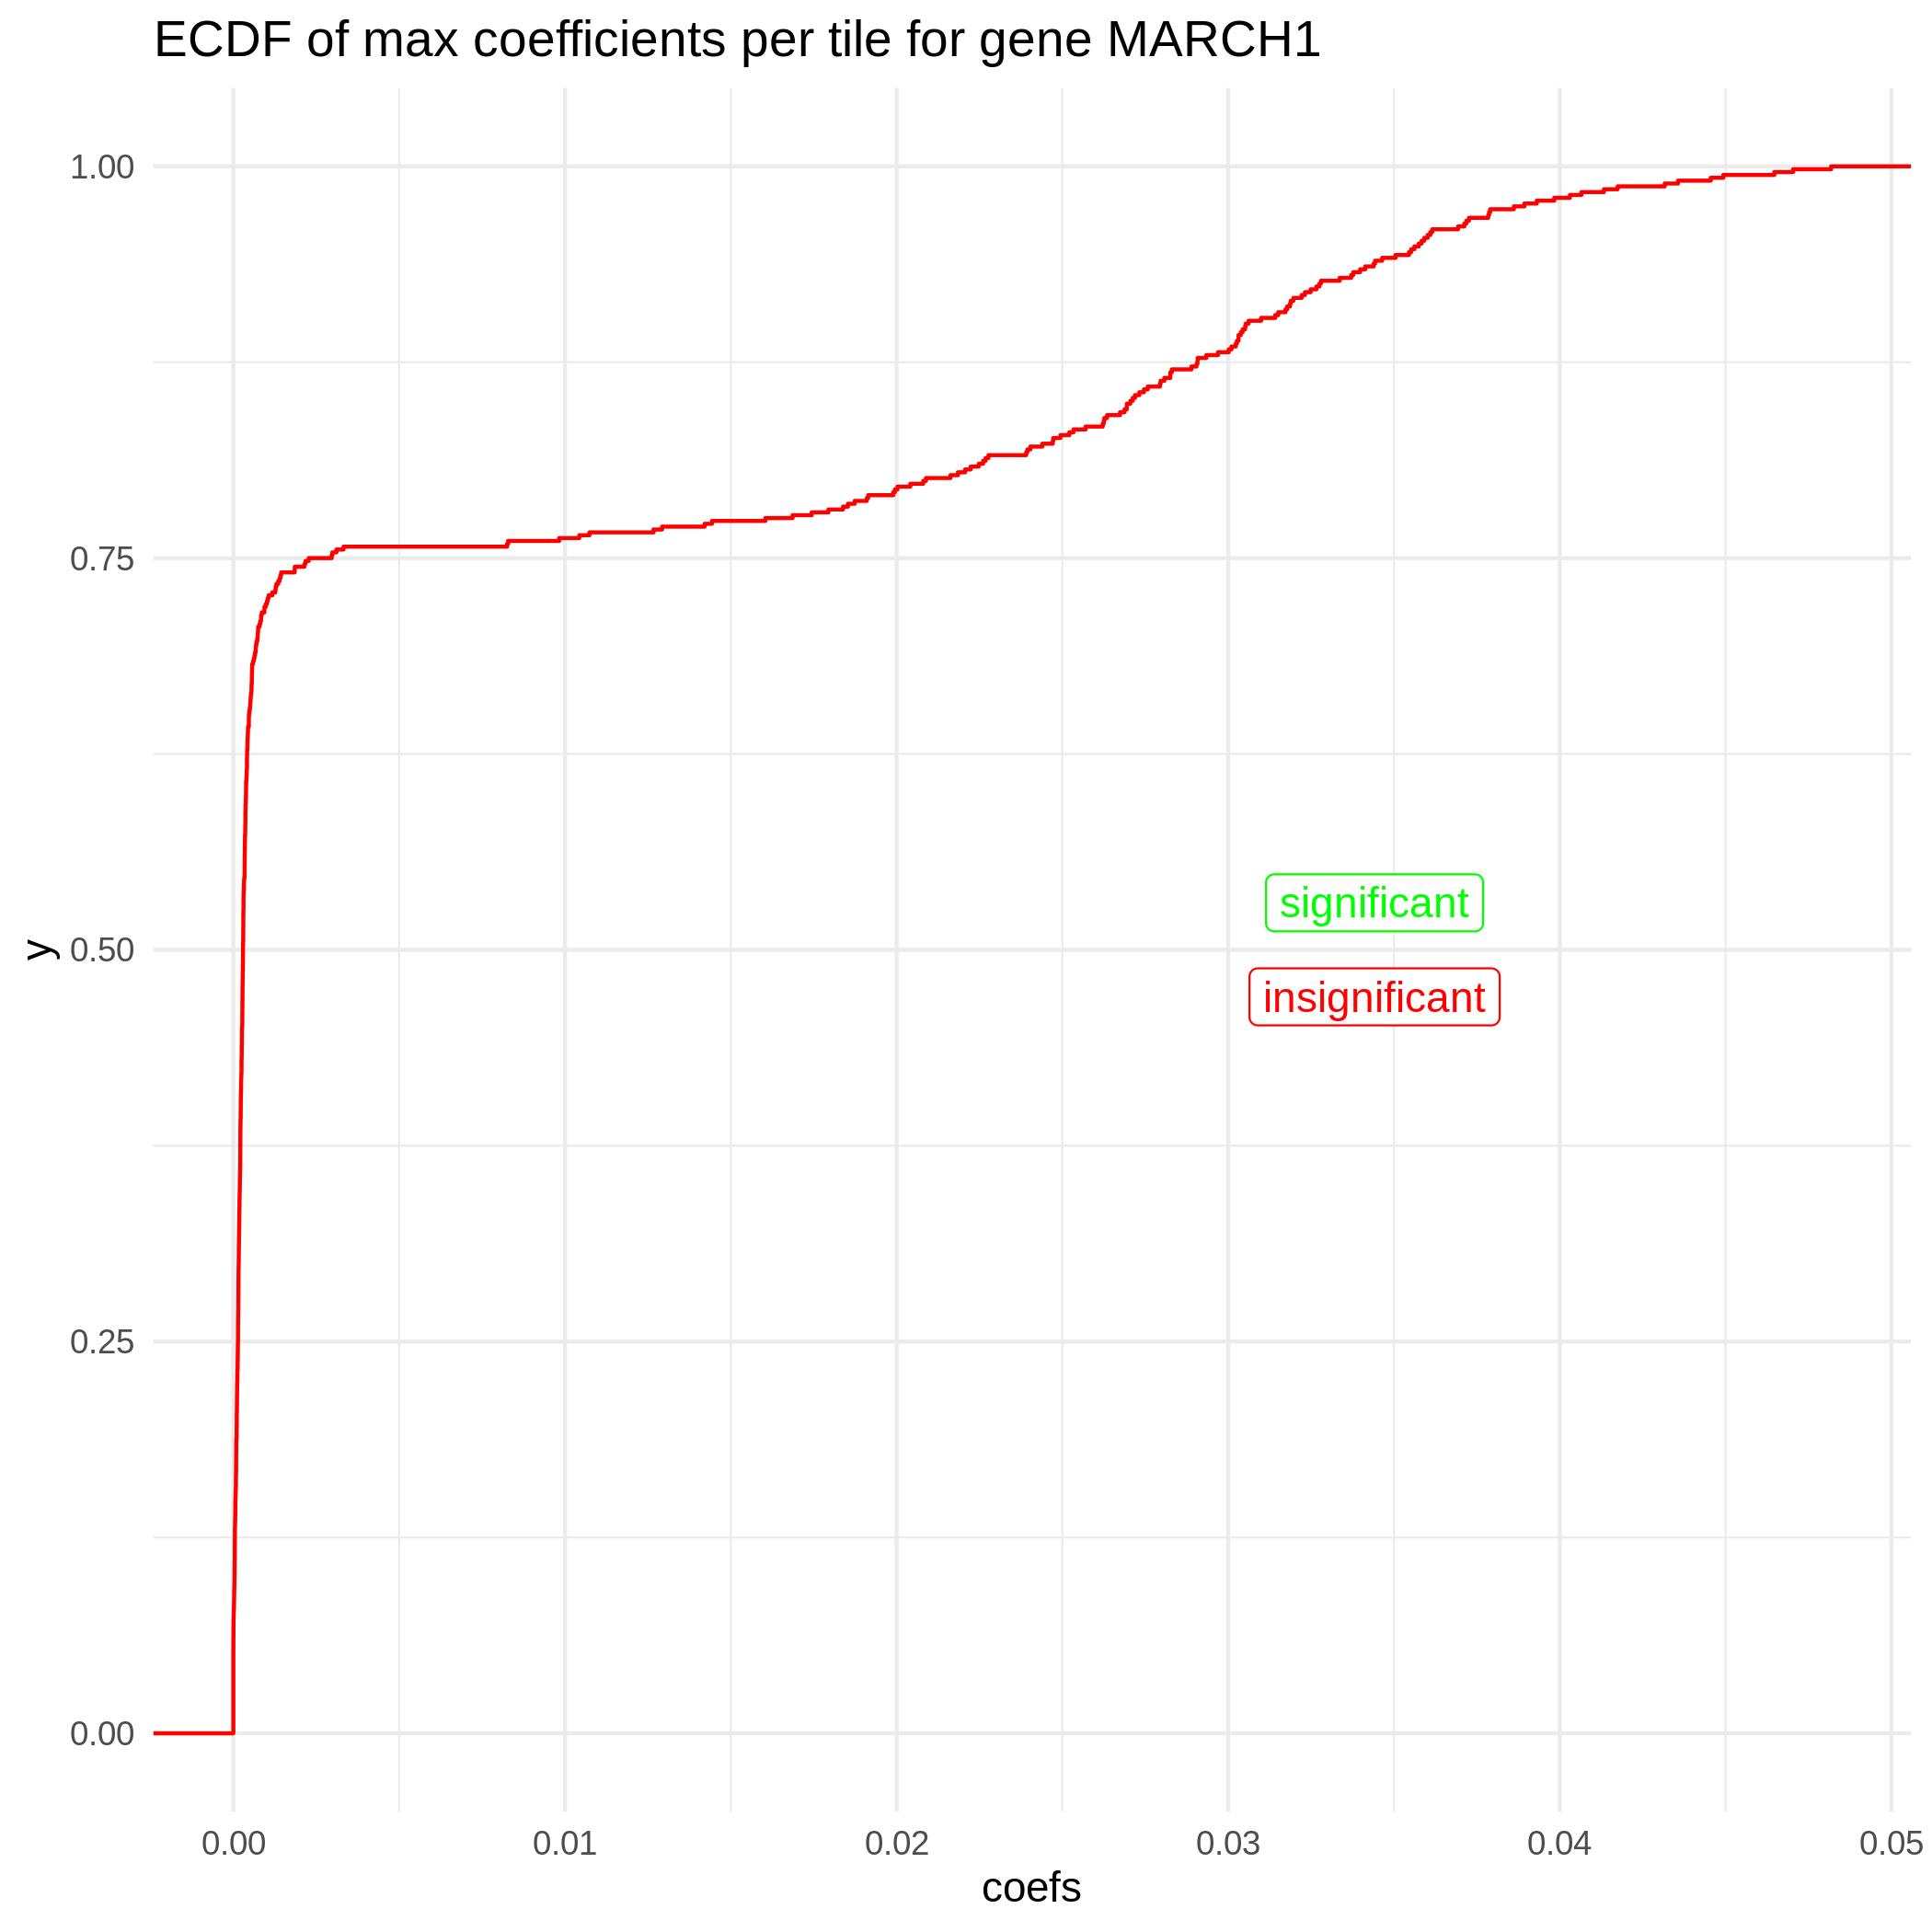 ECDF of max coefficients per tile for gene MARCH1
1.00
0.75
0.50
0.25
0.00
y
significant
insignificant
0.00 0.01 0.02 0.03 0.04 0.05
coefs